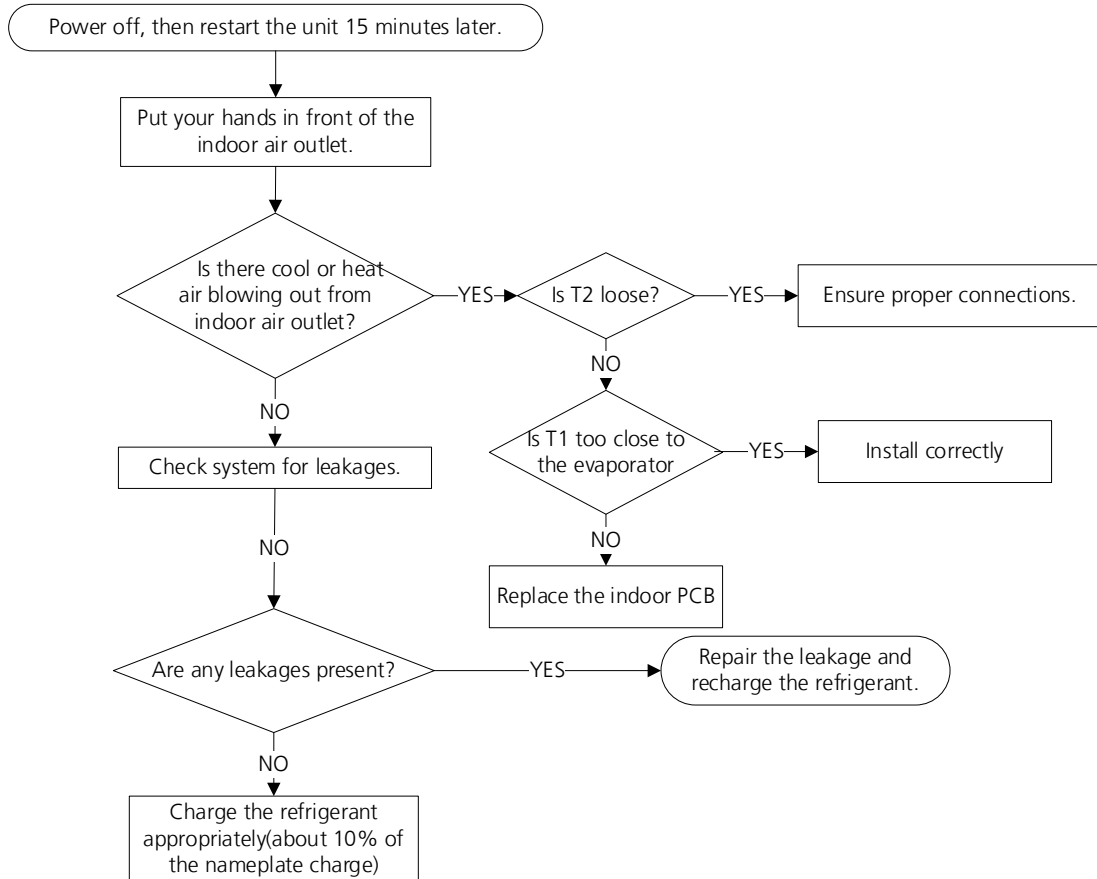 Power off, then restart the unit 15 minutes later.
Put your hands in front of the
indoor air outlet.
Is there cool or heat
air blowing out from
indoor air outlet?
YES
Is T2 loose?
YES
Ensure proper connections.
NO
NO
Is T1 too close to
the evaporator
YES
Install correctly
Check system for leakages.
NO
NO
Replace the indoor PCB
Are any leakages present?
YES
Repair the leakage and
recharge the refrigerant.
NO
Charge the refrigerant
appropriately(about 10% of
the nameplate charge)